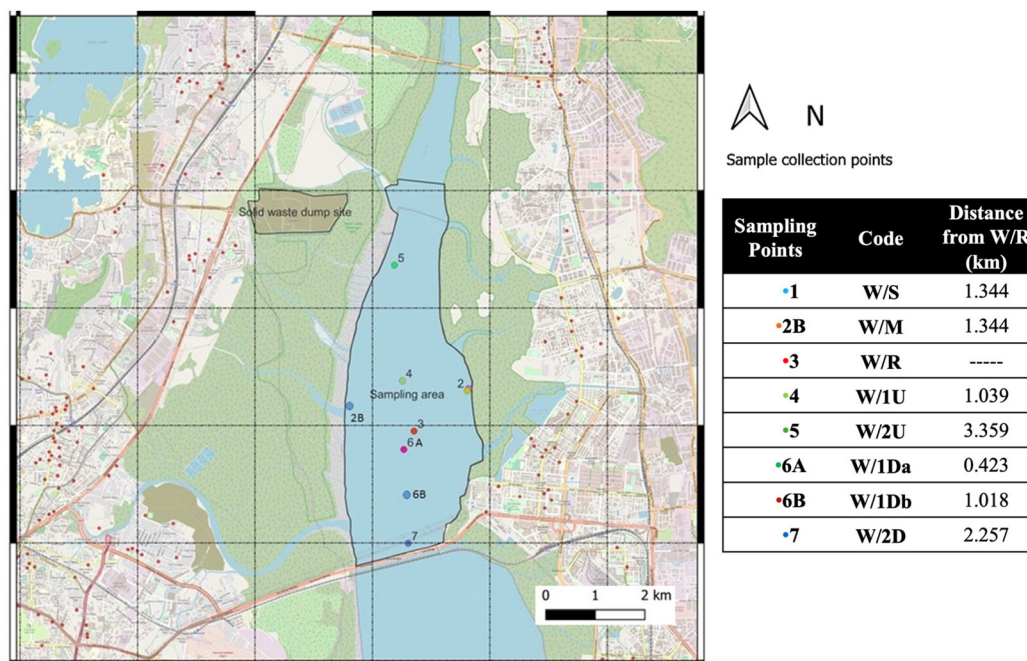 Solid waste dump site
5
4
Sampling area
2
2B
3
6 A
6B
7
0 1 2 km
N
Sample collection points
Sampling Points Code Distance from W/R (km)
1 W/S 1.344
2B W/M 1.344
3 W/R -----
4 W/1U 1.039
5 W/2U 3.359
6A W/1Da 0.423
6B W/1Db 1.018
7 W/2D 2.257